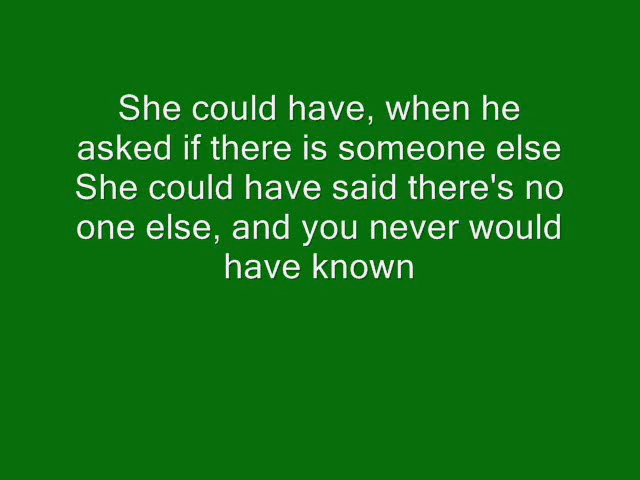 She could have, when he
asked if there is someone else
She could have said there's no
one else, and you never would
have known